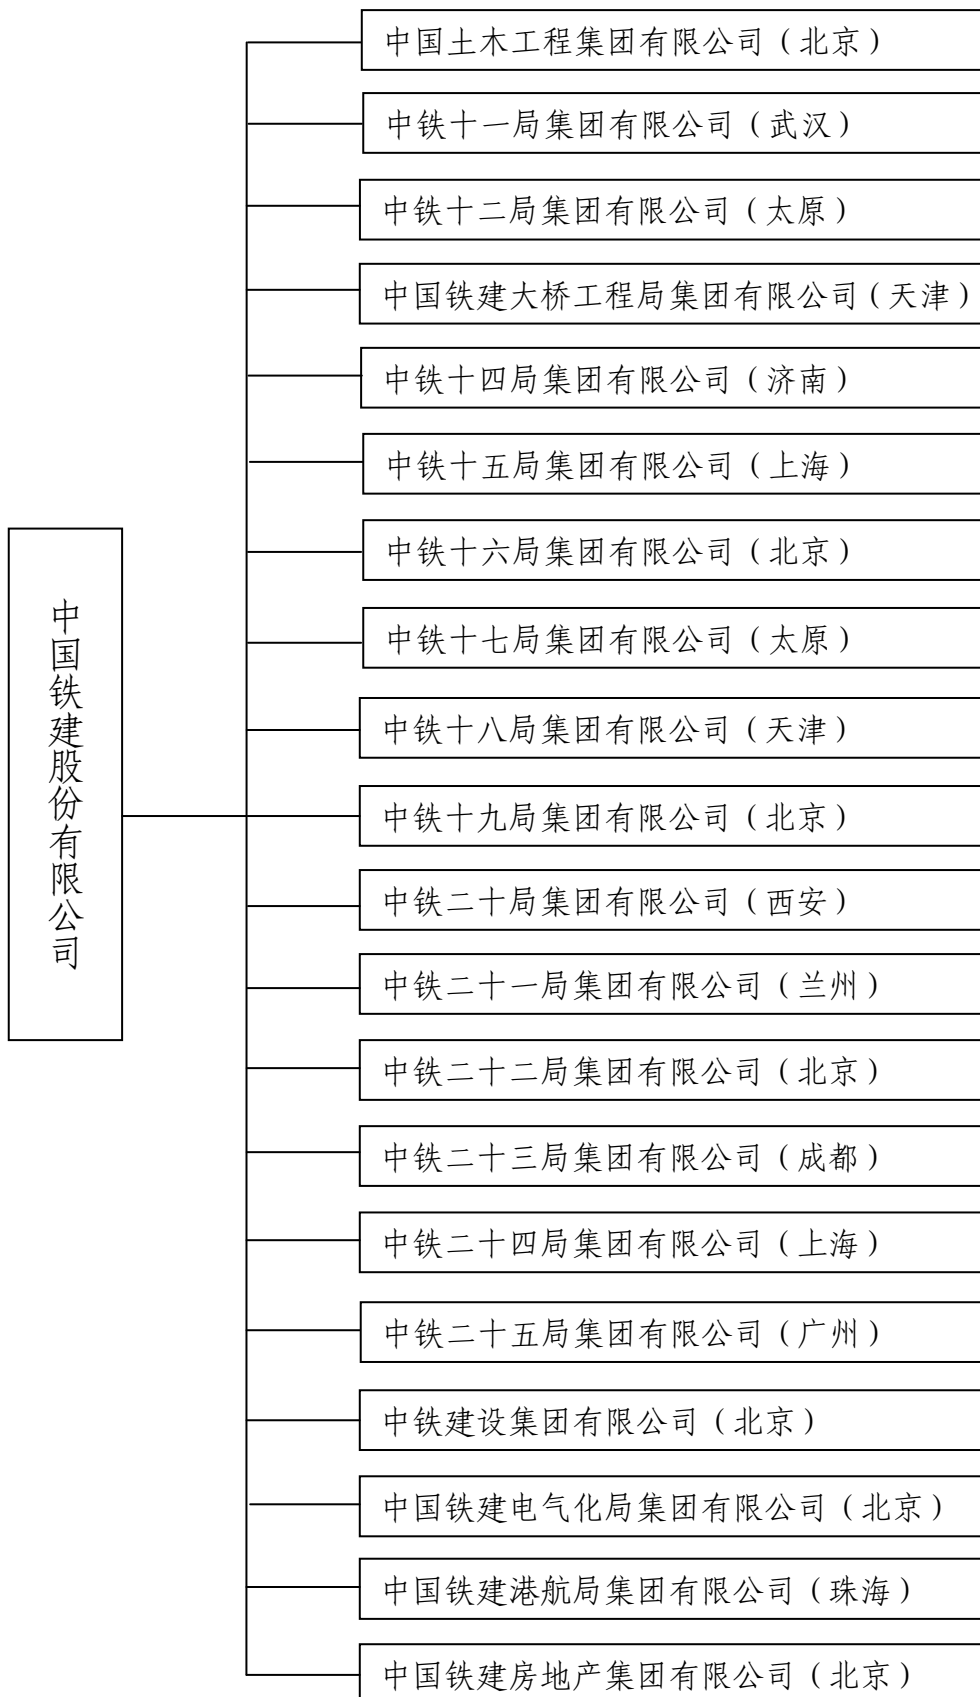 中国铁建股份有限公司
中国土木工程集团有限公司（北京）
中铁十一局集团有限公司（武汉）
中铁十二局集团有限公司（太原）
中国铁建大桥工程局集团有限公司（天津）
中铁十四局集团有限公司（济南）
中铁十五局集团有限公司（上海）
中铁十六局集团有限公司（北京）
中铁十七局集团有限公司（太原）
中铁十八局集团有限公司（天津）
中铁十九局集团有限公司（北京）
中铁二十局集团有限公司（西安）
中铁二十一局集团有限公司（兰州）
中铁二十二局集团有限公司（北京）
中铁二十三局集团有限公司（成都）
中铁二十四局集团有限公司（上海）
中铁二十五局集团有限公司（广州）
中铁建设集团有限公司（北京）
中国铁建电气化局集团有限公司（北京）
中国铁建港航局集团有限公司（珠海）
中国铁建房地产集团有限公司（北京）